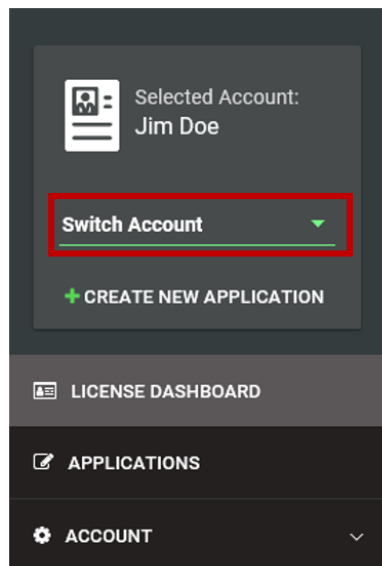 Selected Account:
Jim Doe
Switch Account
CREATE NEW APPLICATION
LICENSE DASHBOARD
APPLICATIONS
ACCOUNT